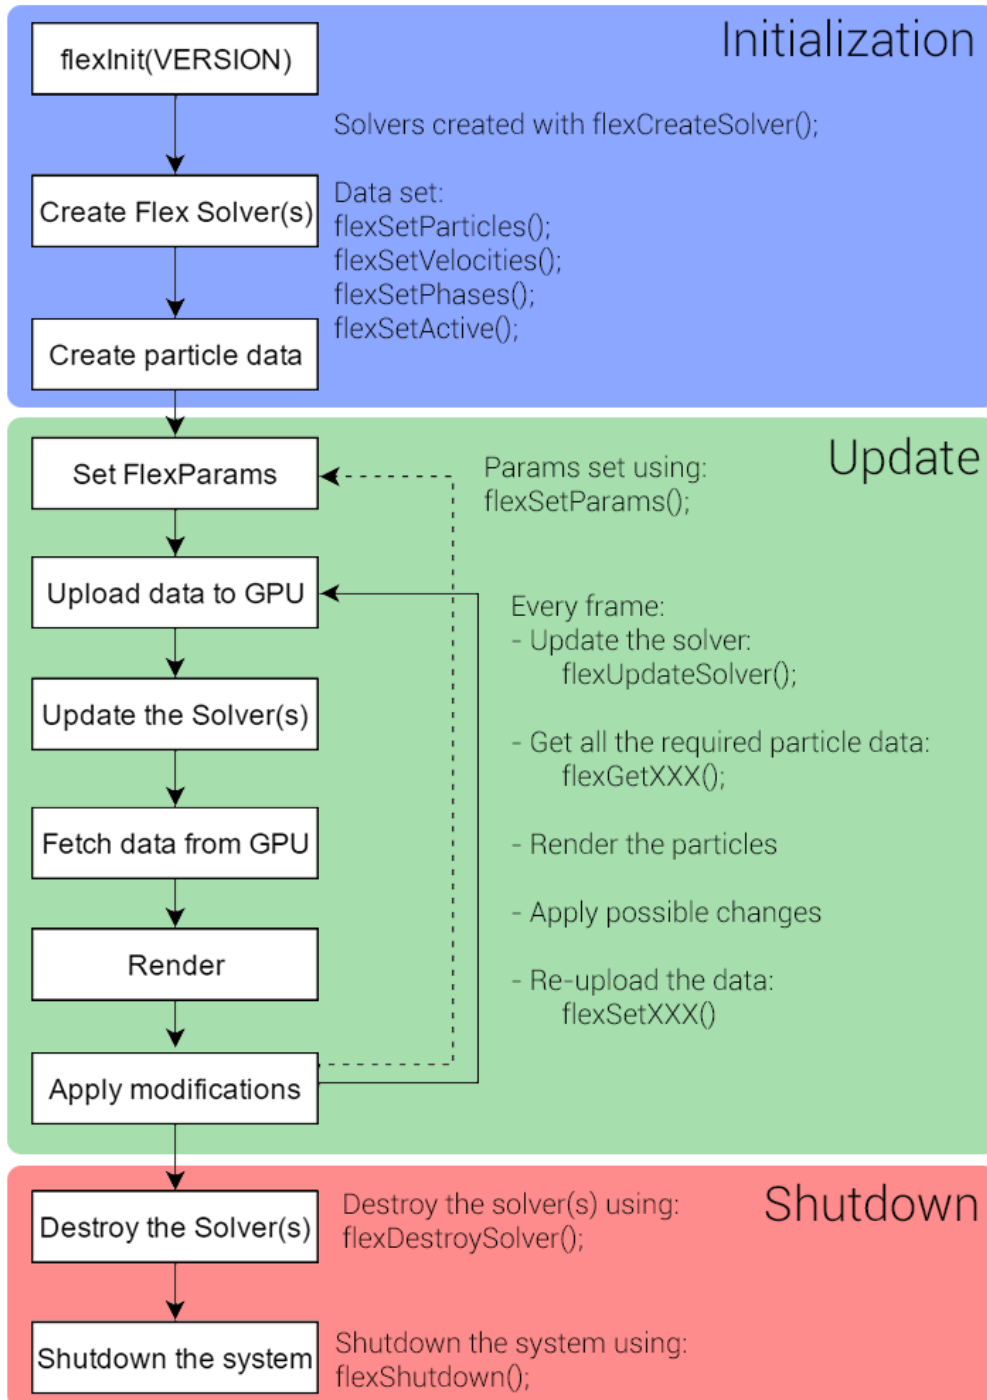 Initialization
flexInit(VERSION)
Solvers created with flexCreateSolver();
Create Flex Solver(s)
Data set:
flexSetParticles();
flexSetVelocities();
flexSetPhases();
flexSetActive();
Create particle data
Update
Set FlexParams
Params set using:
flexSetParams();
Upload data to GPU
Every frame:
- Update the solver:
flexUpdateSolver();
Update the Solver(s)
- Get all the required particle data:
flexGetXXX();
Fetch data from GPU
- Render the particles
- Apply possible changes
Render
- Re-upload the data:
flexSetXXX()
Apply modifications
Shutdown
Destroy the Solver(s)
Destroy the solver(s) using:
flexDestroySolver();
Shutdown the system
Shutdown the system using:
flexShutdown();